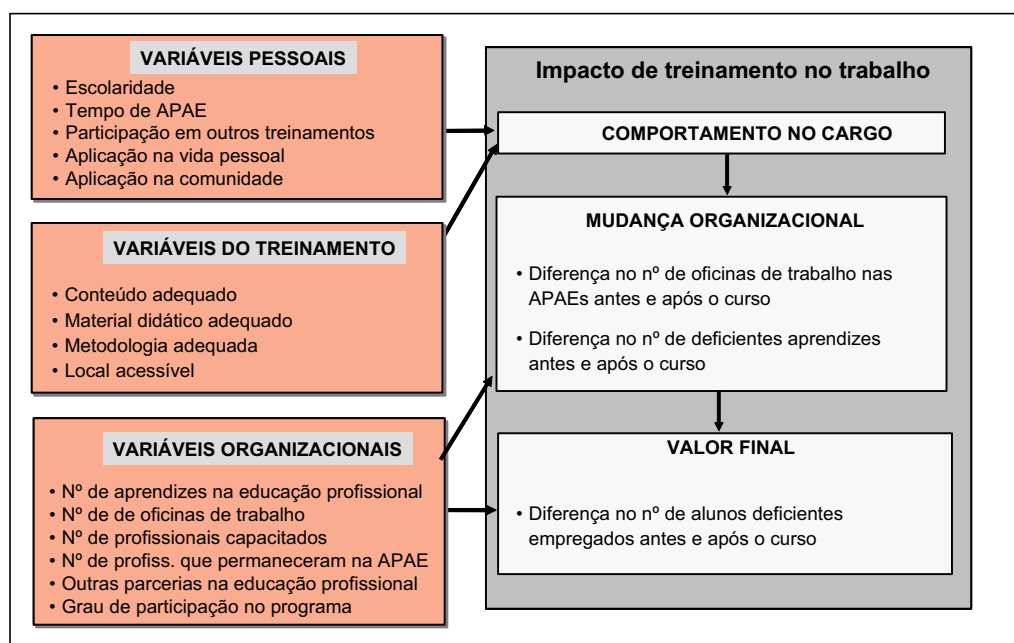 VARIÁVEIS PESSOAIS
• Escolaridade
• Tempo de APAE
• Participação em outros treinamentos
• Aplicação na vida pessoal
• Aplicação na comunidade
VARIÁVEIS DO TREINAMENTO
• Conteúdo adequado
• Material didático adequado
• Metodologia adequada
• Local acessível
VARIÁVEIS ORGANIZACIONAIS
• Nº de aprendizes na educação profissional
• Nº de de oficinas de trabalho
• Nº de profissionais capacitados
• Nº de profiss. que permaneceram na APAE
• Outras parcerias na educação profissional
• Grau de participação no programa
Impacto de treinamento no trabalho
COMPORTAMENTO NO CARGO
MUDANÇA ORGANIZACIONAL
• Diferença no nº de oficinas de trabalho nas
APAEs antes e após o curso
• Diferença no nº de deficientes aprendizes
antes e após o curso
VALOR FINAL
• Diferença no nº de alunos deficientes
empregados antes e após o curso